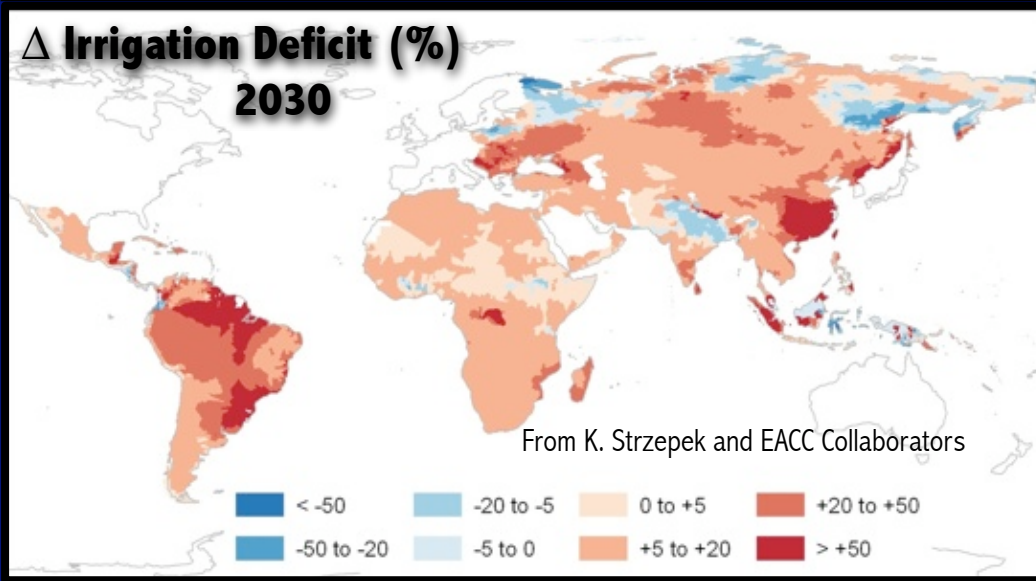 Δ Irrigation Deficit (%)
2030
From K. Strzepek and EACC Collaborators
< -50
-20 to -5
0 to +5
+20 to +50
-50 to -20
-5 to 0
+5 to +20
> +50